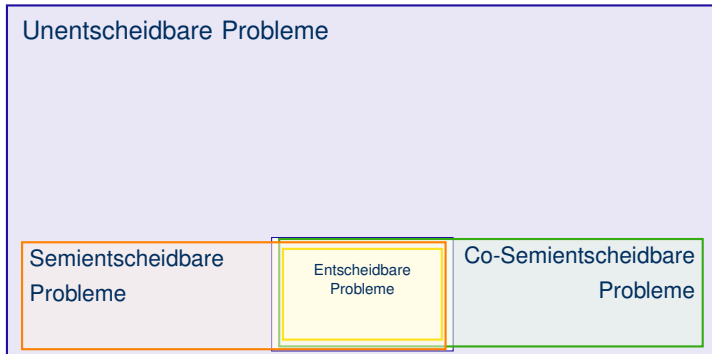 Unentscheidbare Probleme
Semientscheidbare
Probleme
Entscheidbare
Probleme
Co-Semientscheidbare
Probleme